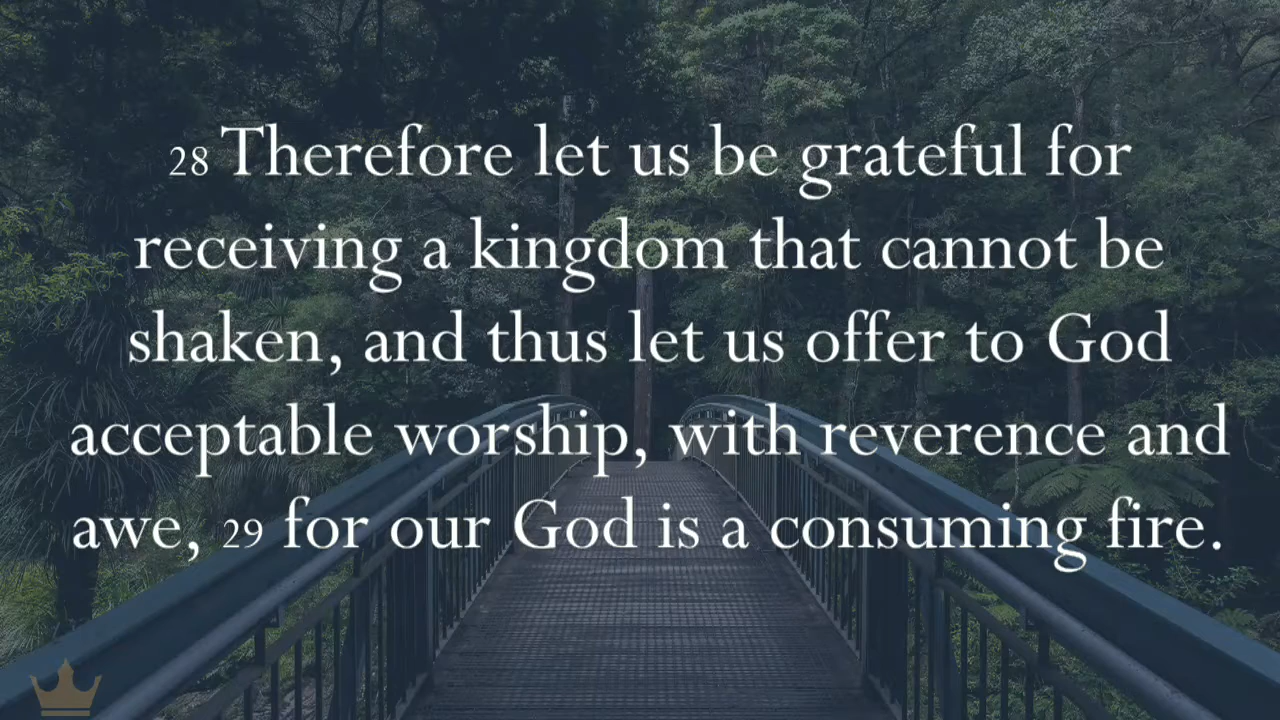 28 Therefore let us be grateful for
receiving a kingdom that cannot be
shaken, and thus let us offer to God
acceptable worship, with reverence and
awe, 29 for our God is a consuming fire.